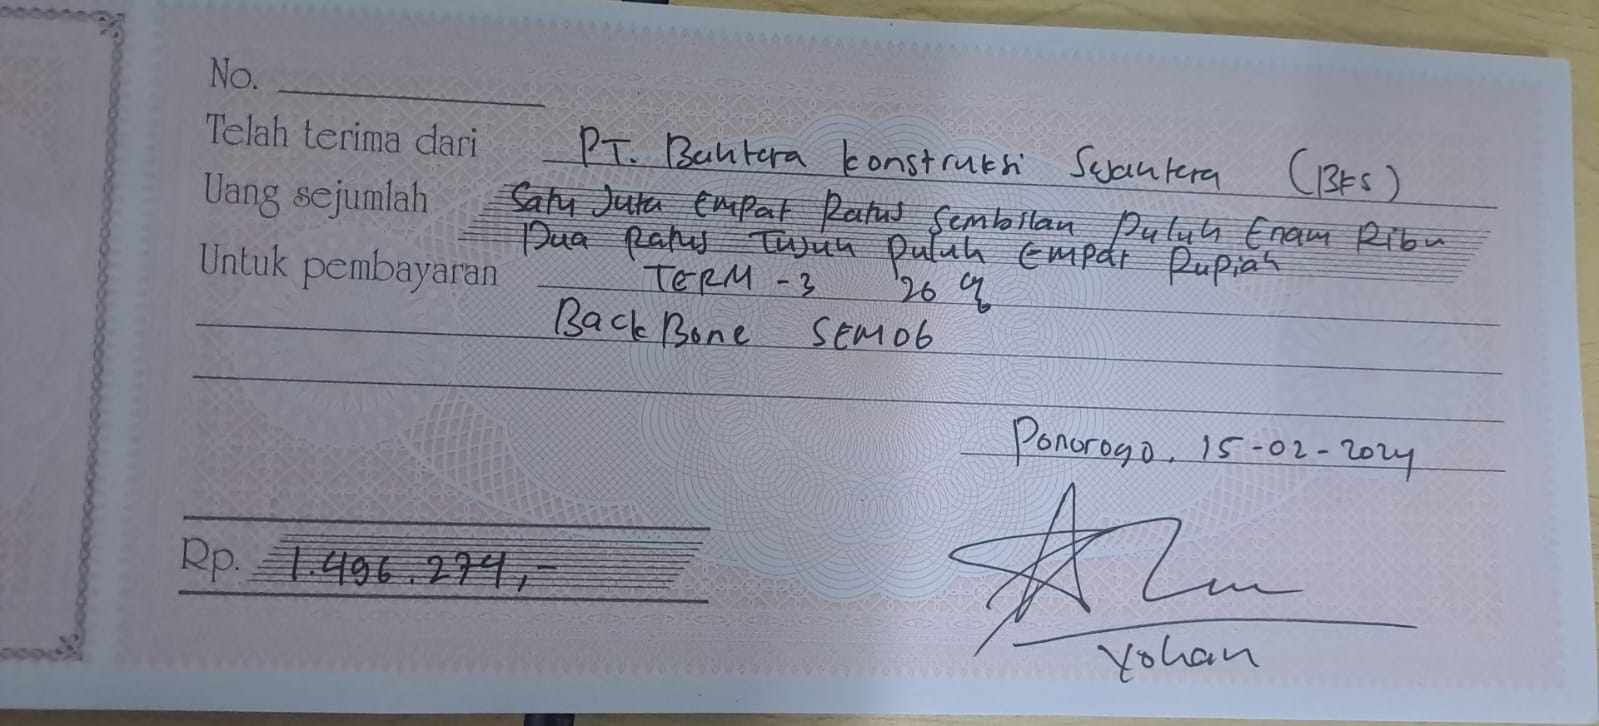 No.
Telah terima dari PT. Bahtera Konstruksi Sejahtera (BKS)
Uang sejumlah Satu Juta Empat Ratus Sembilan Puluh Enam Ribu
Dua Ratus Tujuh Puluh Empat Rupiah
Untuk pembayaran TERM - 3 26
BackBone SEM06
Ponorogo, 15-02-2024
Rp. 1.496.274,-
Yohan